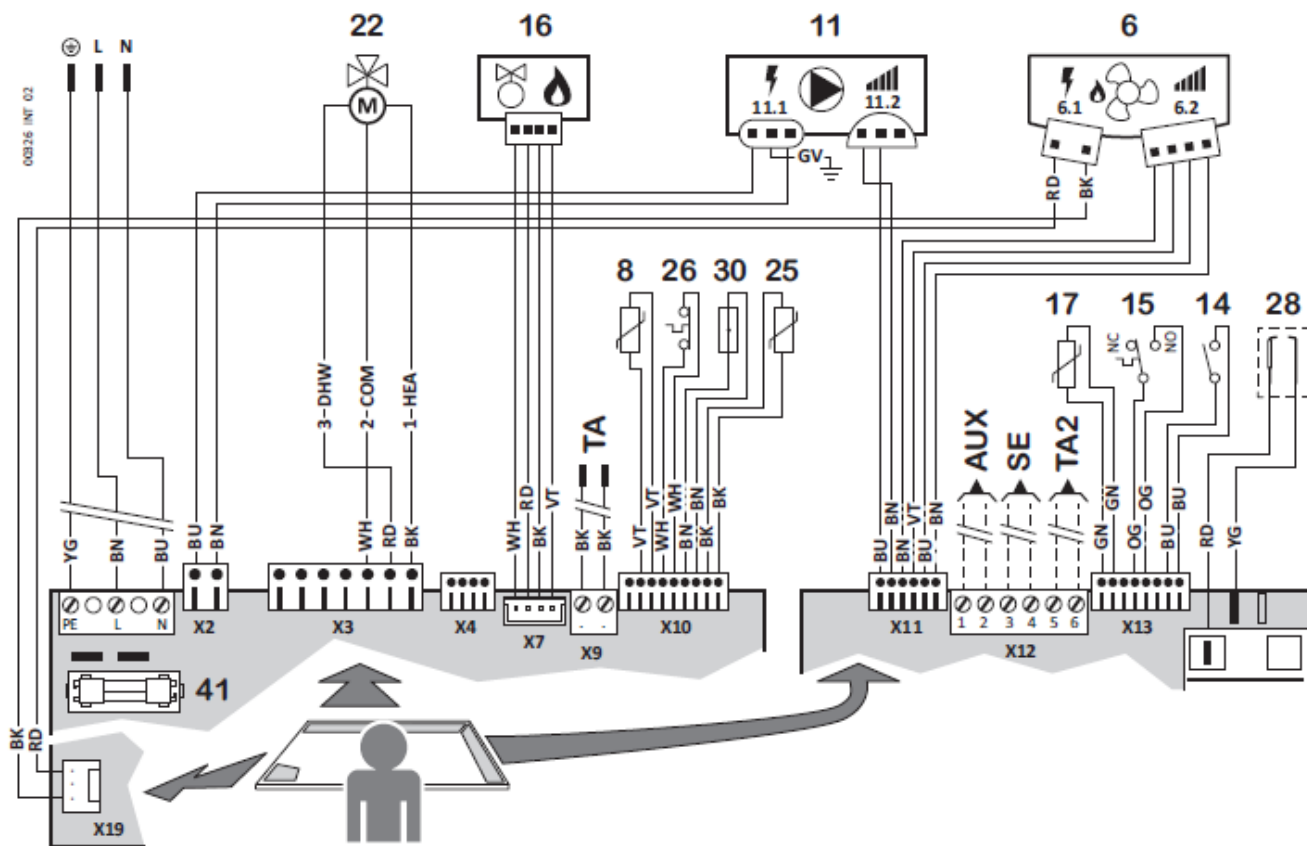 22 16 11 6
L N
00326 INT 02
11.1 11.2 6.1 6.2
M
GV
RD BK
8 26 30 25
17 15 14 28
NC NO
3-DHW 2-COM 1-HEA
TA
AUX SE TA2
YG BN BU BU BN WH RD BK WH RD BK VT BK BK VT VT WH WH BN BN BK BK
BU BN BN VT BU BN GN GN OG OG BU BU RD YG
PE L N
1 2 3 4 5 6
X2 X3 X4 X7 X9 X10 X11 X12 X13
41
BK RD
X19